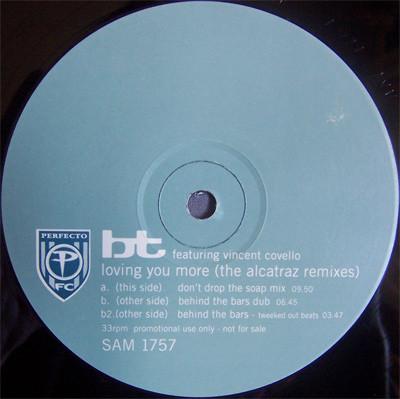 PERFECTO
FC
bt featuring vincent covello
loving you more (the alcatraz remixes)
a. (this side) don't drop the soap mix 09.50
b. (other side) behind the bars dub 06.45
b2.(other side) behind the bars - tweeked out beats 03.47
33rpm promotional use only - not for sale
SAM 1757